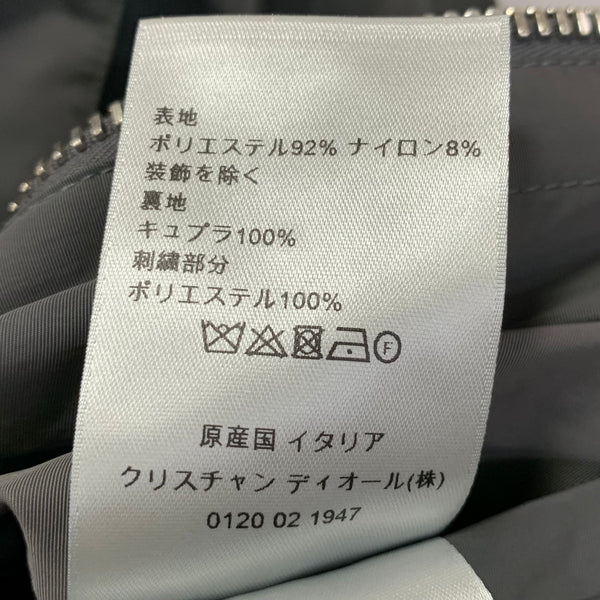 表地
ポリエステル92% ナイロン8%
装飾を除く
裏地
キュプラ100%
刺繍部分
ポリエステル100%
F
原産国 イタリア
クリスチャン ディオール(株)
0120 02 1947